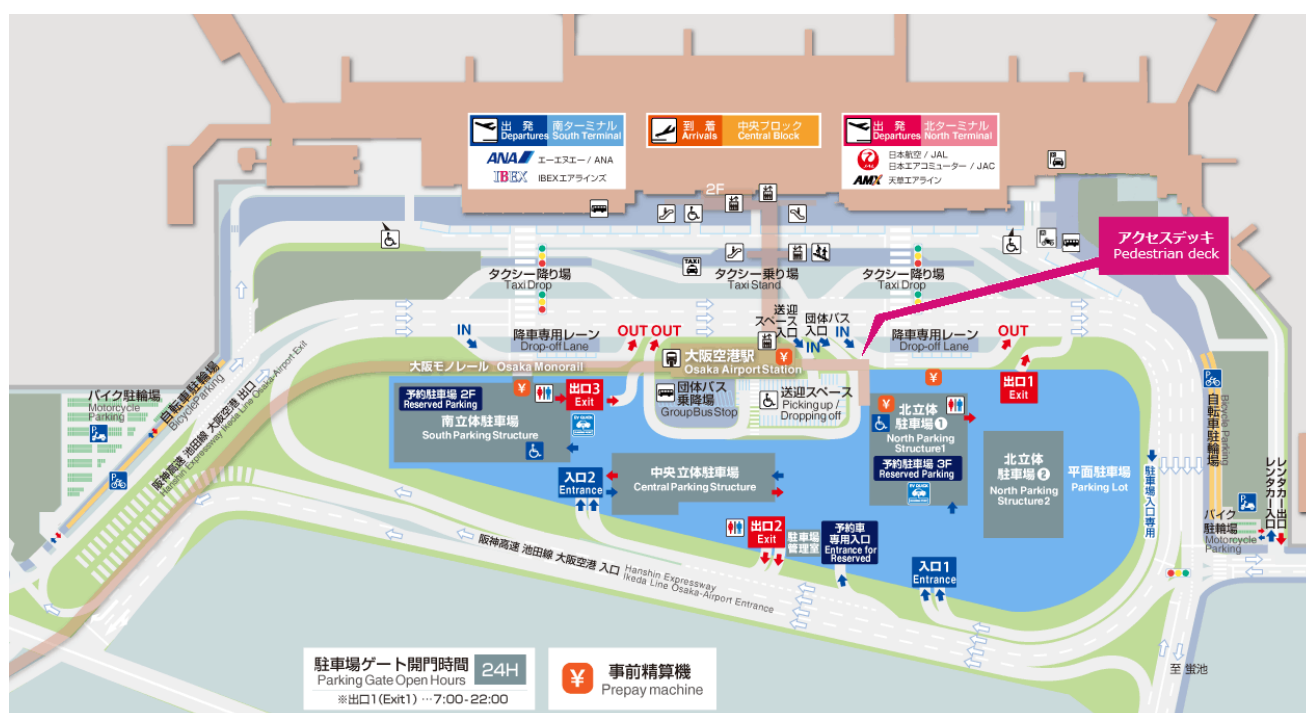 出 発 南ターミナル
Departures South Terminal
ANA エーエヌエー / ANA
IBEX IBEXエアラインズ
到 着 中央ブロック
Arrivals Central Block
出 発 北ターミナル
Departures North Terminal
JAL
日本航空 / JAL
日本エアコミューター / JAC
AMX 天草エアライン
2F
アクセスデッキ
Pedestrian deck
タクシー降り場
Taxi Drop
TAXI
タクシー乗り場
Taxi Stand
タクシー降り場
Taxi Drop
IN
降車専用レーン
Drop-off Lane
OUT
OUT
送迎
スペース
入口
団体バス
入口
IN
IN
降車専用レーン
Drop-off Lane
OUT
大阪モノレール Osaka Monorail
大阪空港駅
Osaka Airport Station
¥
バイク駐輪場
Motorcycle
Parking
P
P
自転車駐輪場
Bicycle Parking
阪神高速 池田線 大阪空港 出口
Hanshin Expressway Ikeda Line Osaka-Airport Exit
予約駐車場 2F
Reserved Parking
¥
出口3
Exit
EV QUICK
南立体駐車場
South Parking Structure
団体バス
乗降場
Group Bus Stop
送迎スペース
Picking up /
Dropping off
¥
¥
北立体
駐車場1
North Parking
Structure1
予約駐車場 3F
Reserved Parking
EV QUICK
出口1
Exit
北立体
駐車場2
North Parking
Structure2
平面駐車場
Parking Lot
駐車場入口専用
P
自転車駐輪場
Bicycle Parking
レンタカー入口
レンタカー出口
P
バイク
駐輪場
Motorcycle
Parking
入口2
Entrance
中央立体駐車場
Central Parking Structure
出口2
Exit
駐車場
管理室
予約車
専用入口
Entrance for
Reserved
入口1
Entrance
阪神高速 池田線 大阪空港 入口
Hanshin Expressway
Ikeda Line Osaka-Airport Entrance
至 蛍池
駐車場ゲート開門時間
Parking Gate Open Hours
24H
※出口1(Exit1) …7:00-22:00
¥
事前精算機
Prepay machine